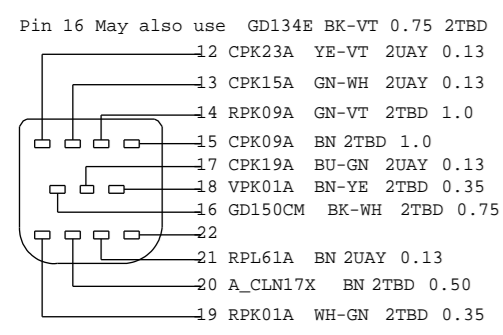 Pin 16 May also use GD134E BK-VT 0.75 2TBD
12 CPK23A YE-VT 2UAY 0.13
13 CPK15A GN-WH 2UAY 0.13
14 RPK09A GN-VT 2TBD 1.0
15 CPK09A BN 2TBD 1.0
17 CPK19A BU-GN 2UAY 0.13
18 VPK01A BN-YE 2TBD 0.35
16 GD150CM BK-WH 2TBD 0.75
22
21 RPL61A BN 2UAY 0.13
20 A_CLN17X BN 2TBD 0.50
19 RPK01A WH-GN 2TBD 0.35